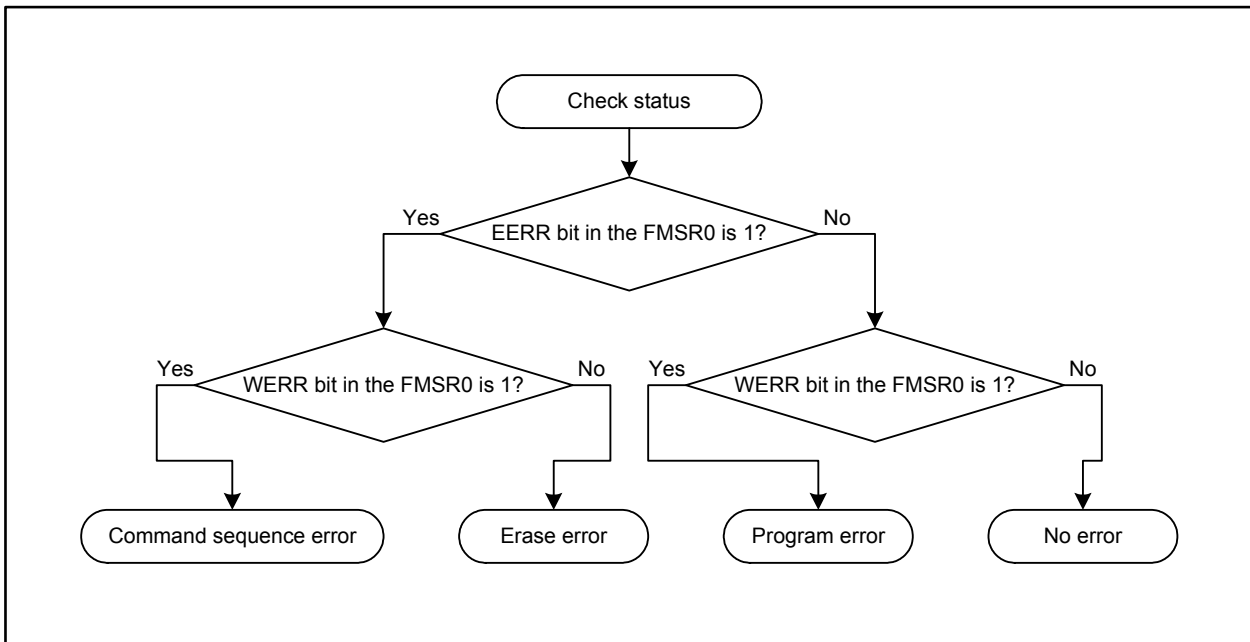 Check status
Yes
No
EERR bit in the FMSR0 is 1?
Yes
No
Yes
No
WERR bit in the FMSR0 is 1?
WERR bit in the FMSR0 is 1?
Command sequence error
Erase error
Program error
No error